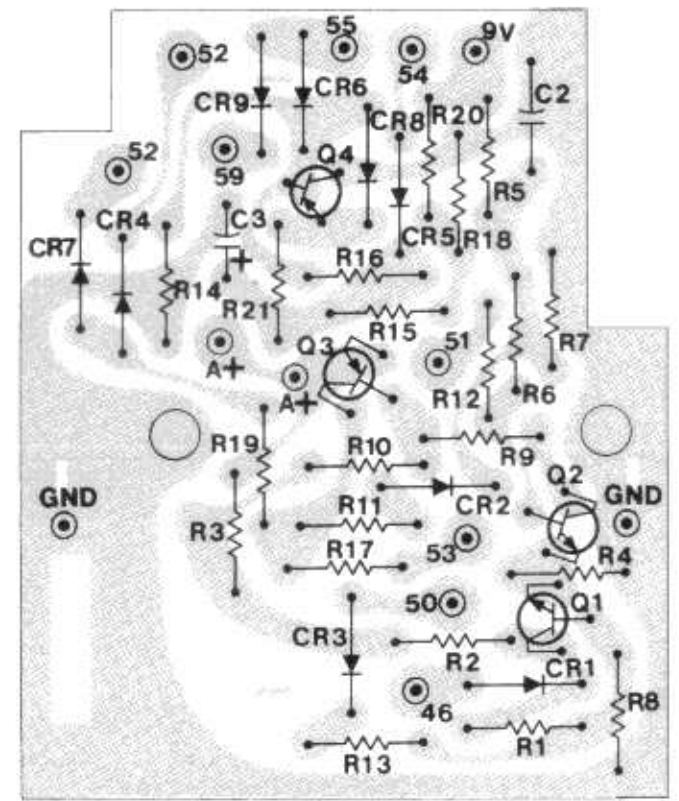 52
55
54
9V
CR9
CR6
CR8
R20
C2
52
59
Q4
R5
CR7
CR4
C3
CR5
R18
+
R14
R21
R16
R15
R7
A+
Q3
51
A+
R12
R6
R19
R10
R9
GND
CR2
Q2
GND
R3
R11
53
R17
R4
50
Q1
CR3
R2
CR1
46
R8
R13
R1